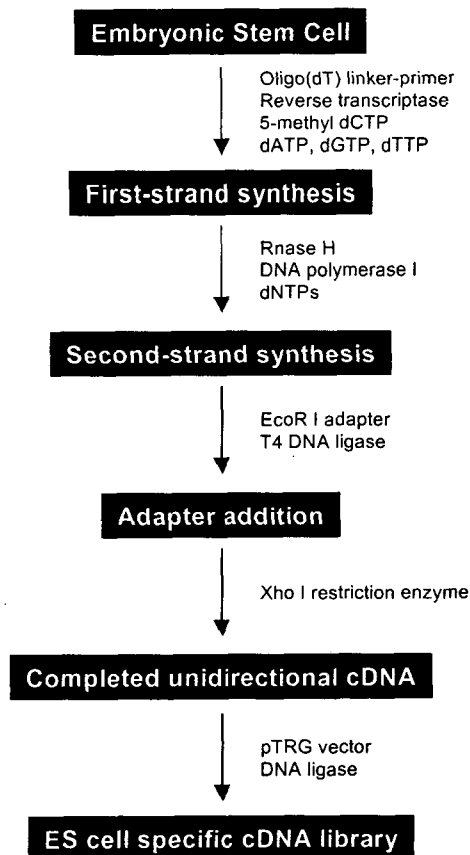 Embryonic Stem Cell
Oligo(dT) linker-primer
Reverse transcriptase
5-methyl dCTP
dATP, dGTP, dTTP
First-strand synthesis
Rnase H
DNA polymerase I
dNTPs
Second-strand synthesis
EcoR I adapter
T4 DNA ligase
Adapter addition
Xho I restriction enzyme
Completed unidirectional cDNA
pTRG vector
DNA ligase
ES cell specific cDNA library